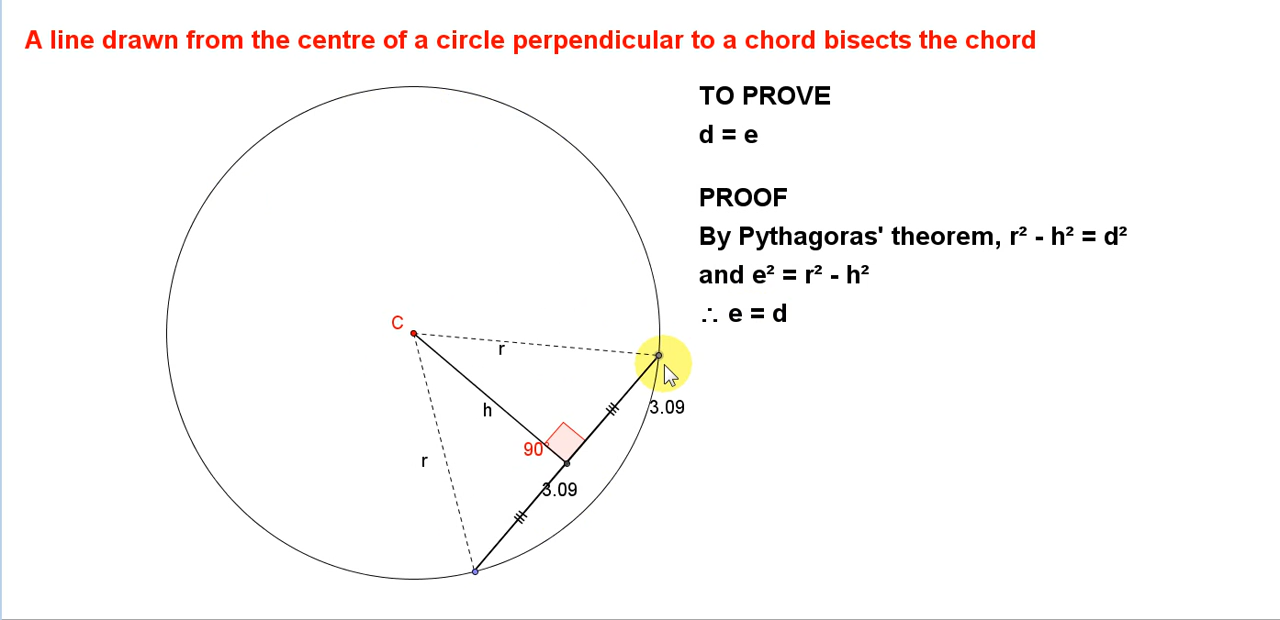 A line drawn from the centre of a circle perpendicular to a chord bisects the chord
TO PROVE
d = e
PROOF
By Pythagoras' theorem, r² - h² = d²
and e² = r² - h²
∴ e = d
C
r
h
3.09
90°
r
3.09